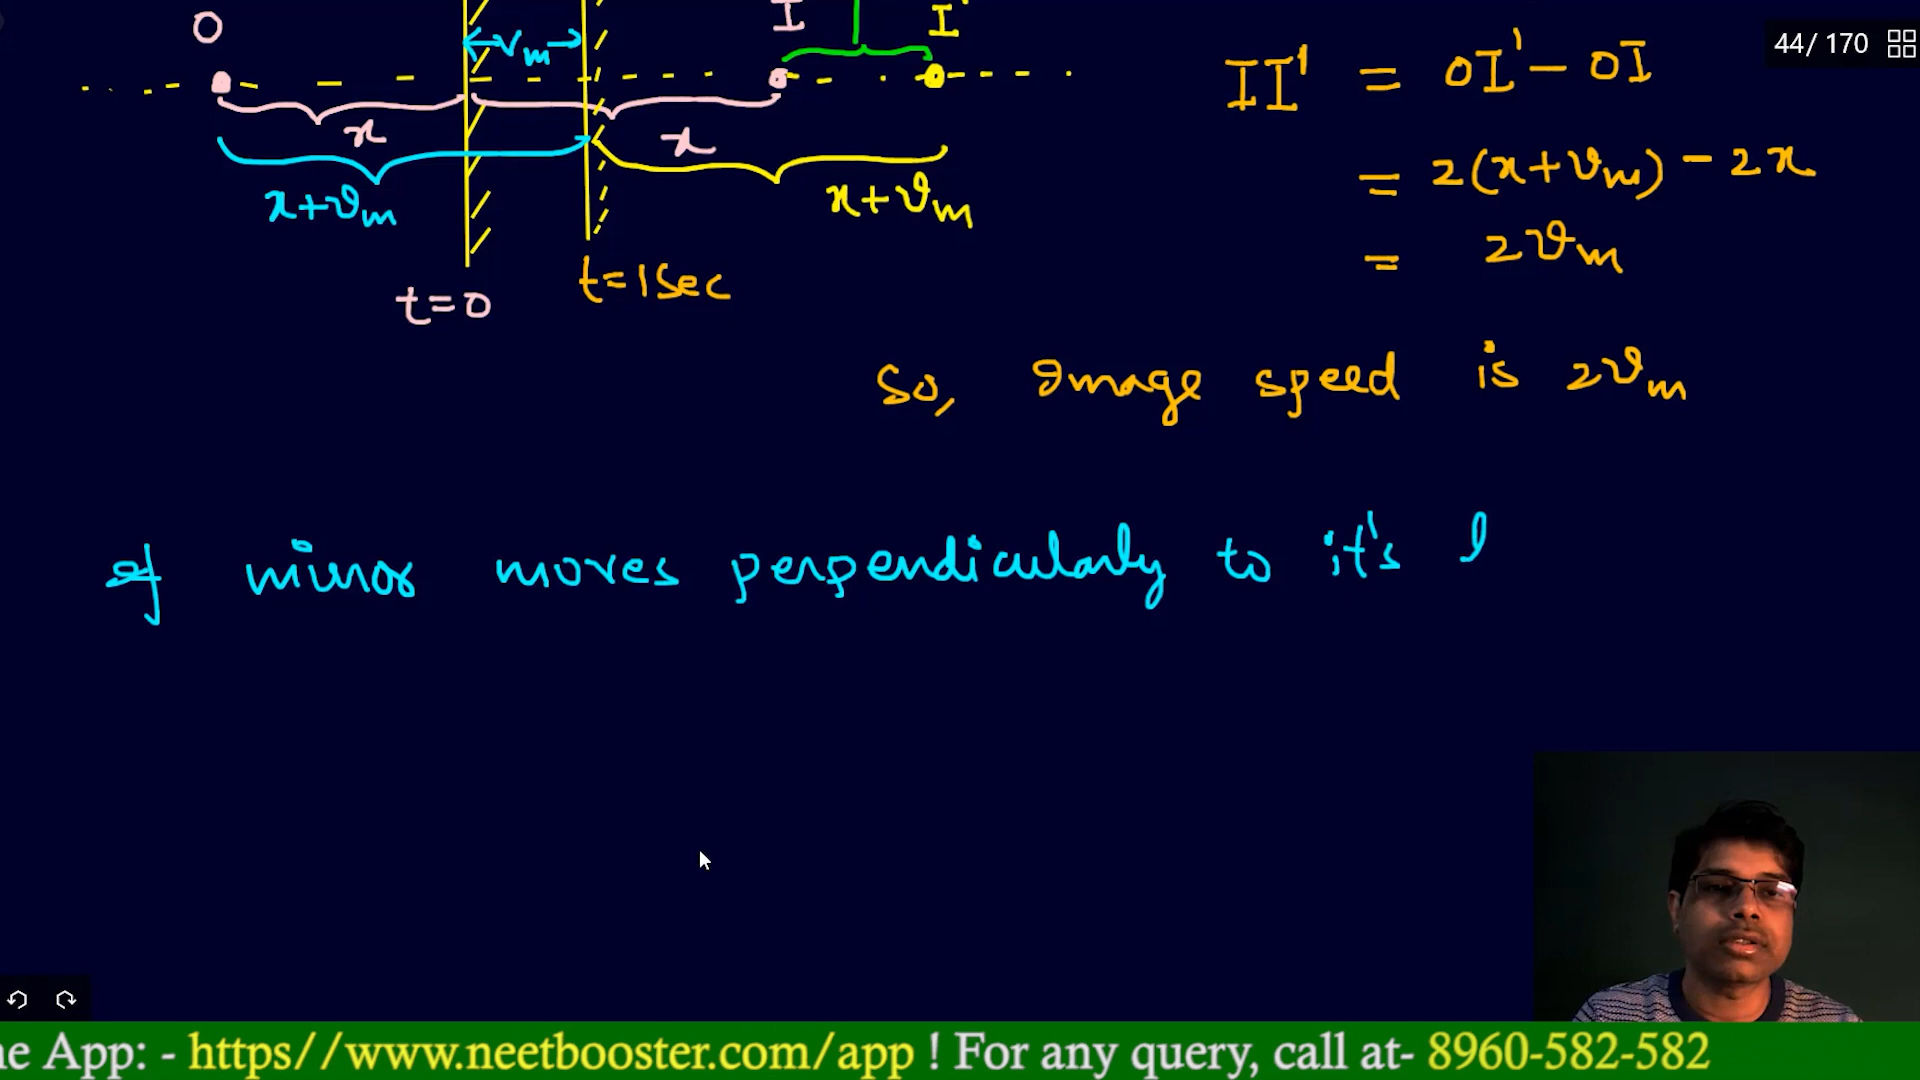 O I I'
44/ 170
Vm
II' = OI' - OI
x x
= 2(x+vm) - 2x
x+vm x+vm
= 2vm
t=0 t=1sec
So, Image speed is 2vm
If mirror moves perpendicularly to it's l
ne App: - https//www.neetbooster.com/app ! For any query, call at- 8960-582-582